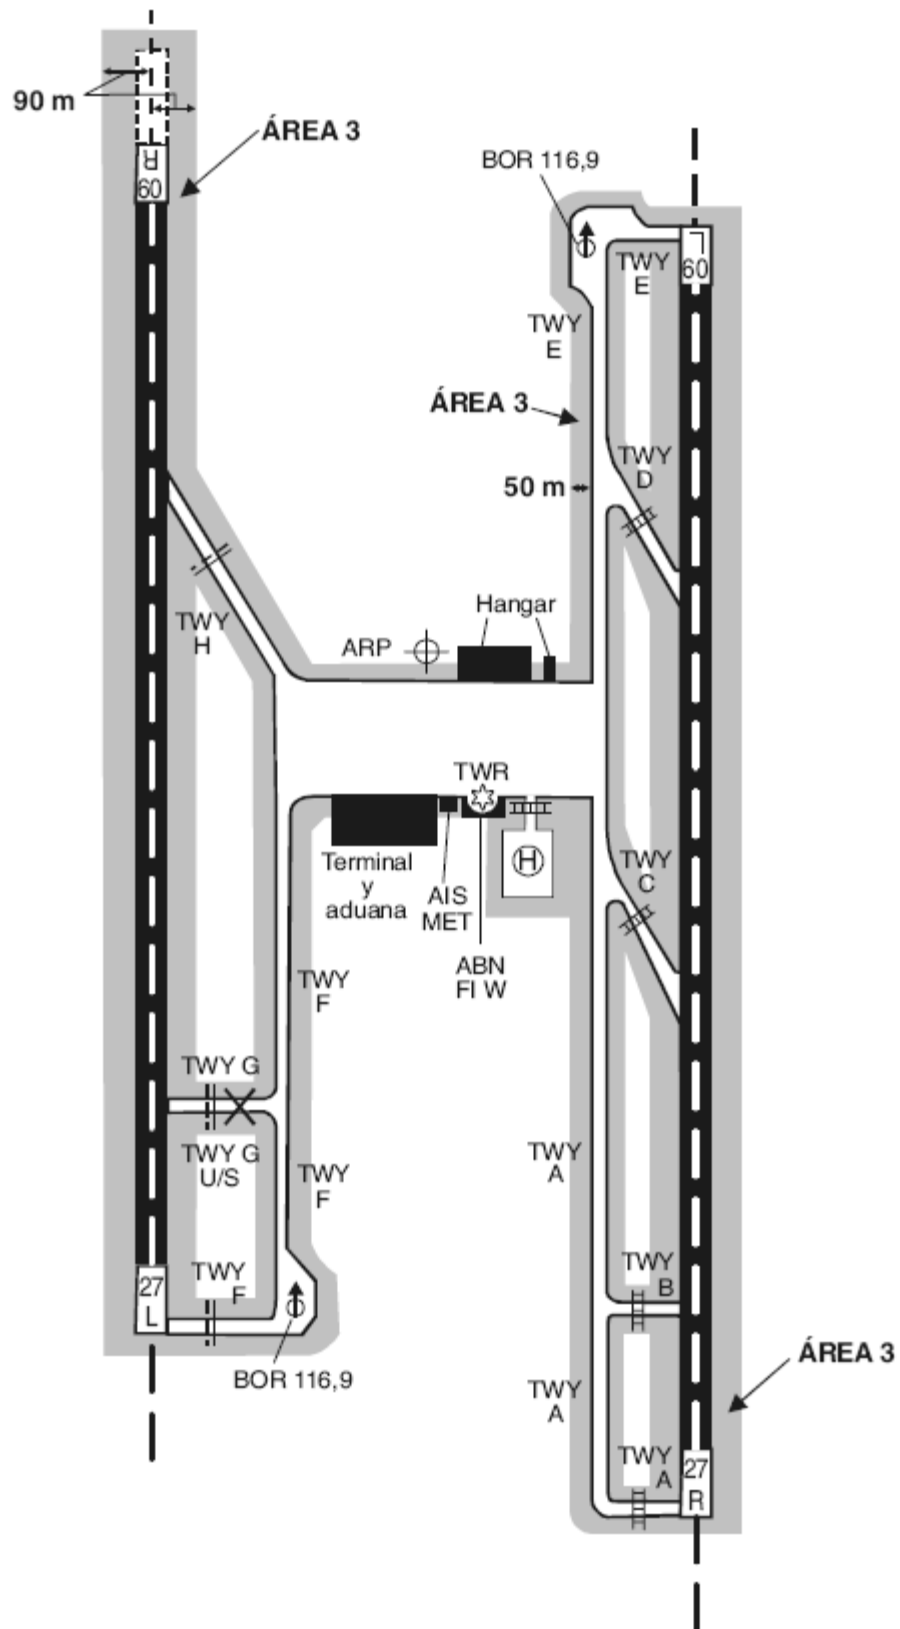 90 m
ÁREA 3
BOR 116,9
09
R
TWY
E
09
L
TWY
E
ÁREA 3
TWY
D
50 m
Hangar
ARP
TWY
H
TWR
H
Terminal
y
aduana
AIS
MET
TWY
C
ABN
Fl W
TWY
F
TWY G
TWY G
U/S
TWY
F
TWY
A
TWY
F
27
L
TWY
B
BOR 116,9
ÁREA 3
TWY
A
TWY
A
27
R